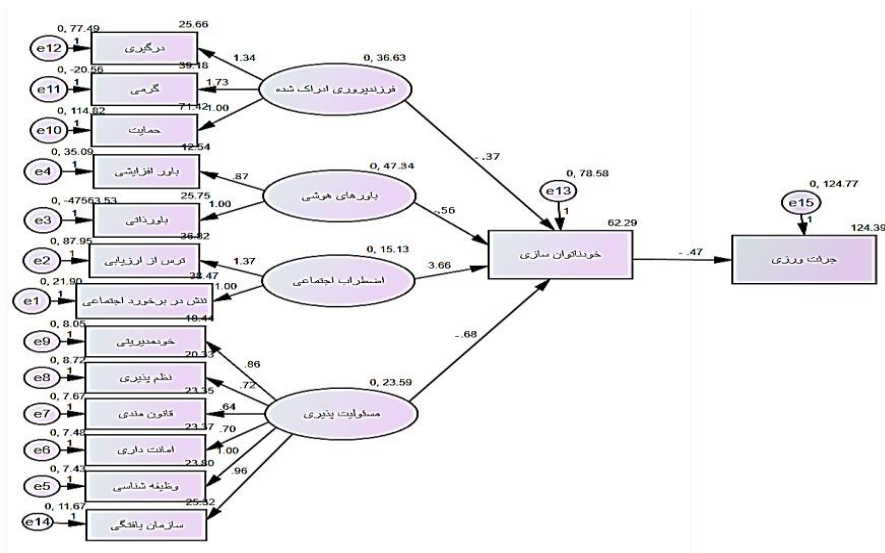 25.66
0, 77.49
e12
1
درگیری
1.34
39.18
0, -20.56
e11
1
گرمی
1.73
71.42
0, 114.82
e10
1
حمایت
1.00
0, 36.63
فرزندپروری ادراک شده
-.37
12.54
0, 35.09
e4
1
باور افزایشی
.87
25.75
0, -47563.53
e3
1
باورذاتی
1.00
0, 47.34
باورهای هوشی
-.56
36.82
0, 87.95
e2
1
ترس از ارزیابی
1.37
38.47
0, 21.90
e1
1
تنش در برخورد اجتماعی
1.00
0, 15.13
اضطراب اجتماعی
3.66
18.44
0, 8.05
e9
1
خودمدیریتی
.86
20.33
0, 8.72
e8
1
نظم پذیری
.72
23.35
0, 7.67
e7
1
قانون مندی
.64
23.37
0, 7.48
e6
1
امانت داری
.70
23.80
0, 7.43
e5
1
وظیفه شناسی
1.00
25.32
0, 11.67
e14
1
سازمان یافتگی
.96
0, 23.59
مسئولیت پذیری
-.68
0, 78.58
e13
1
62.29
خودناتوان سازی
-.47
0, 124.77
e15
1
124.39
جرئت ورزی